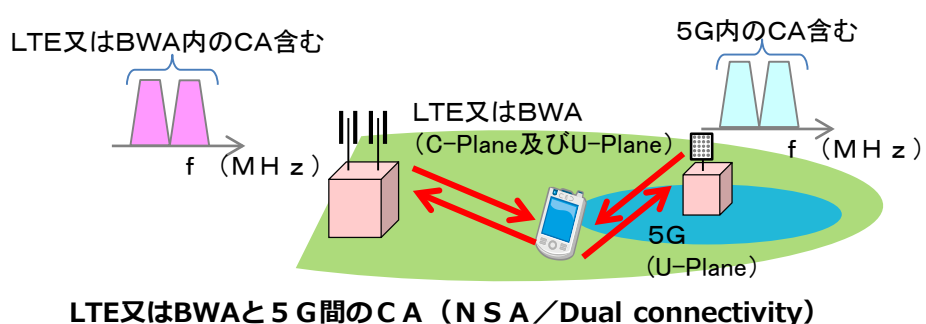 LTE又はBWA内のCA含む
5G内のCA含む
LTE又はBWA
(C-Plane及びU-Plane)
f (MHz)
f (MHz)
5G
(U-Plane)
LTE又はBWAと5G間のCA(NSA/Dual connectivity)